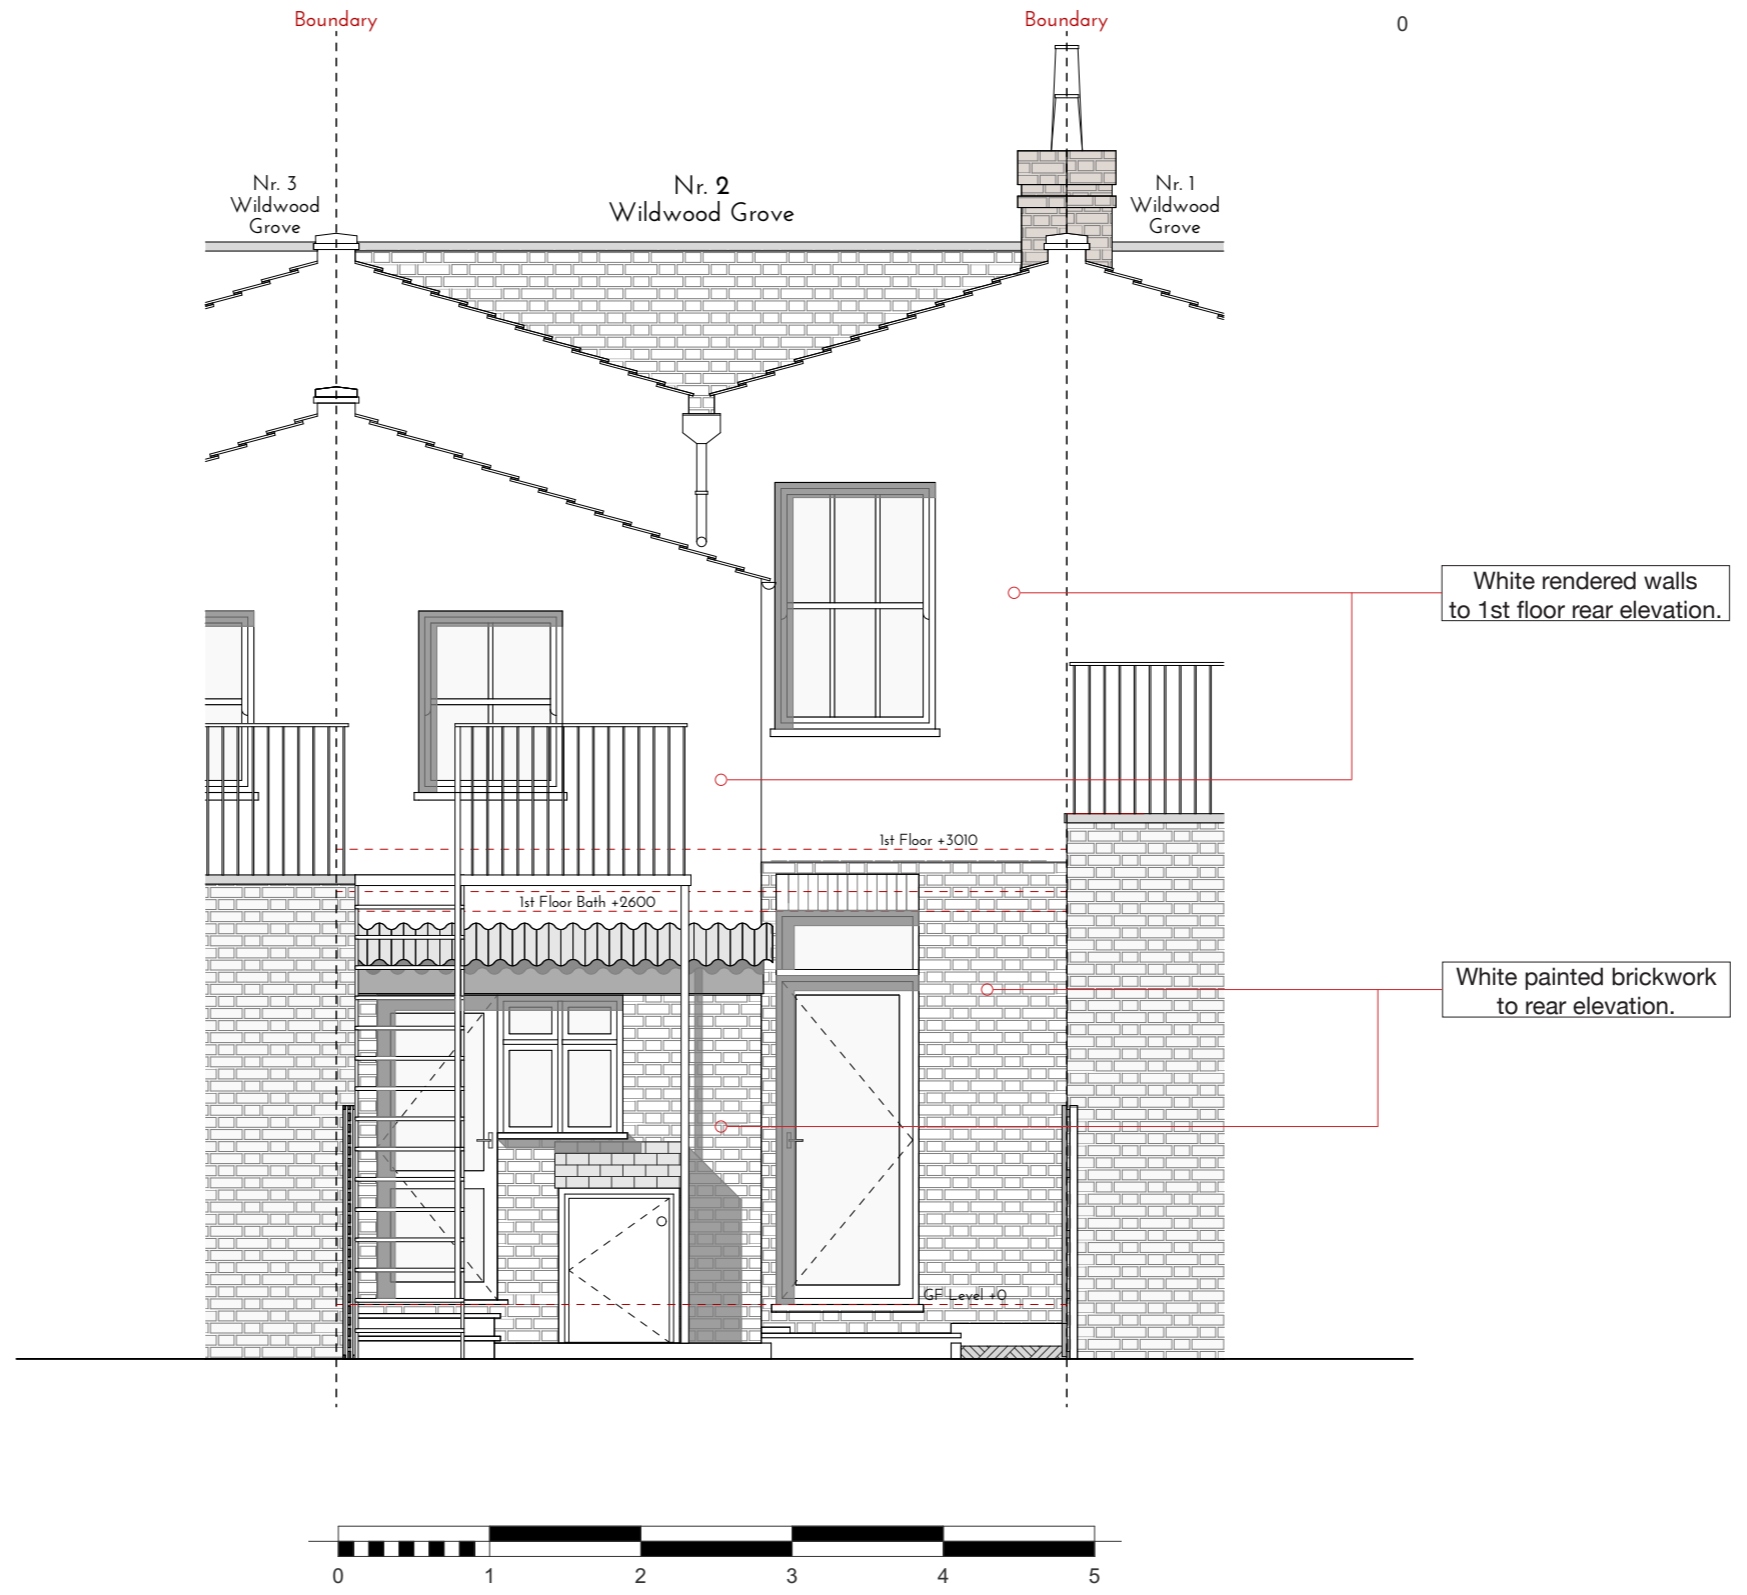 Boundary
Boundary
0
Nr. 3
Wildwood
Grove
Nr. 2
Wildwood Grove
Nr. 1
Wildwood
Grove
White rendered walls
to 1st floor rear elevation.
1st Floor +3010
1st Floor Bath +2600
White painted brickwork
to rear elevation.
GF Level +0
0 1 2 3 4 5